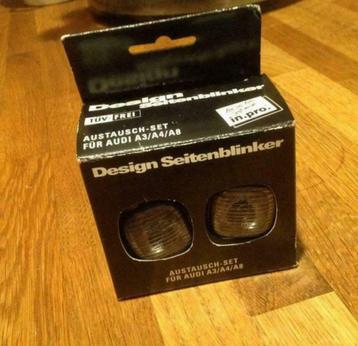 Design
Seitenblinker
TÜV FREI
AUSTAUSCH-SET
FÜR AUDI A3/A4/A8
in.pro.
Design Seitenblinker
AUSTAUSCH-SET
FÜR AUDI A3/A4/A8